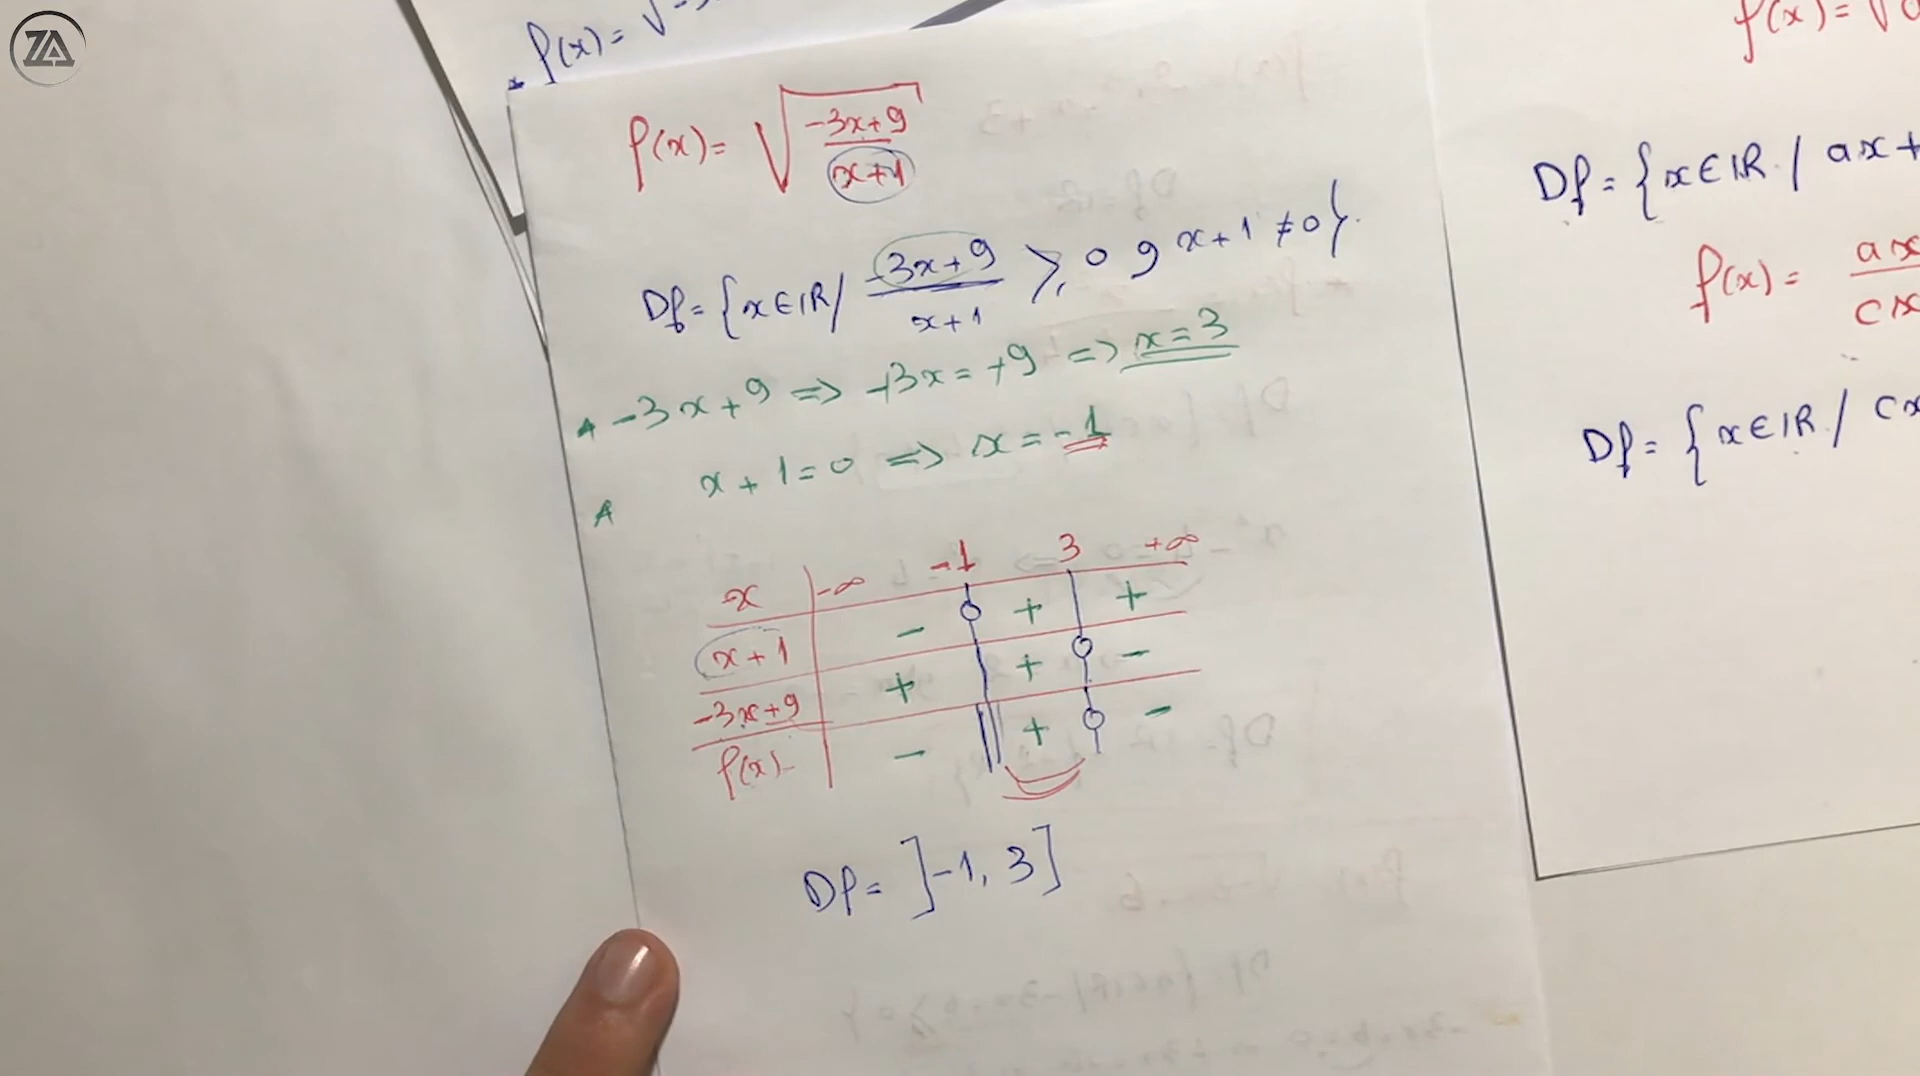 ZA
f(x)= √
f(x)= √(-3x+9 / x+1)
Df= {x∈IR / -3x+9 / x+1 ⩾ 0 و x+1 ≠0}
-3x+9 => +3x= +9 => x=3
x+1=0 => x=-1
x -∞ -1 3 +∞
x+1 - + +
-3x+9 + + -
f(x) - + -
Df= ]-1, 3]
f(x)= √
Df= {x∈IR / ax+
f(x)= ax / cx
Df= {x∈IR / cx